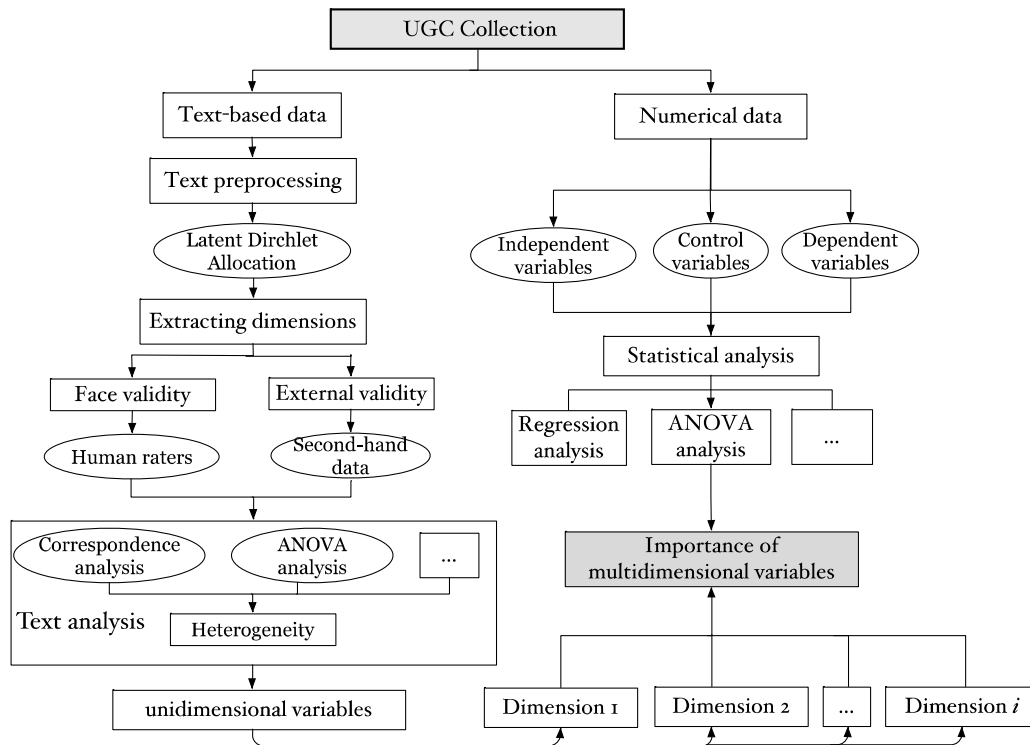 UGC Collection
Text-based data
Numerical data
Text preprocessing
Latent Dirchlet
Allocation
Independent
variables
Control
variables
Dependent
variables
Extracting dimensions
Statistical analysis
Face validity
External validity
Regression
analysis
ANOVA
analysis
...
Human raters
Second-hand
data
Correspondence
analysis
ANOVA
analysis
...
Importance of
multidimensional variables
Text analysis
Heterogeneity
unidimensional variables
Dimension 1
Dimension 2
...
Dimension i